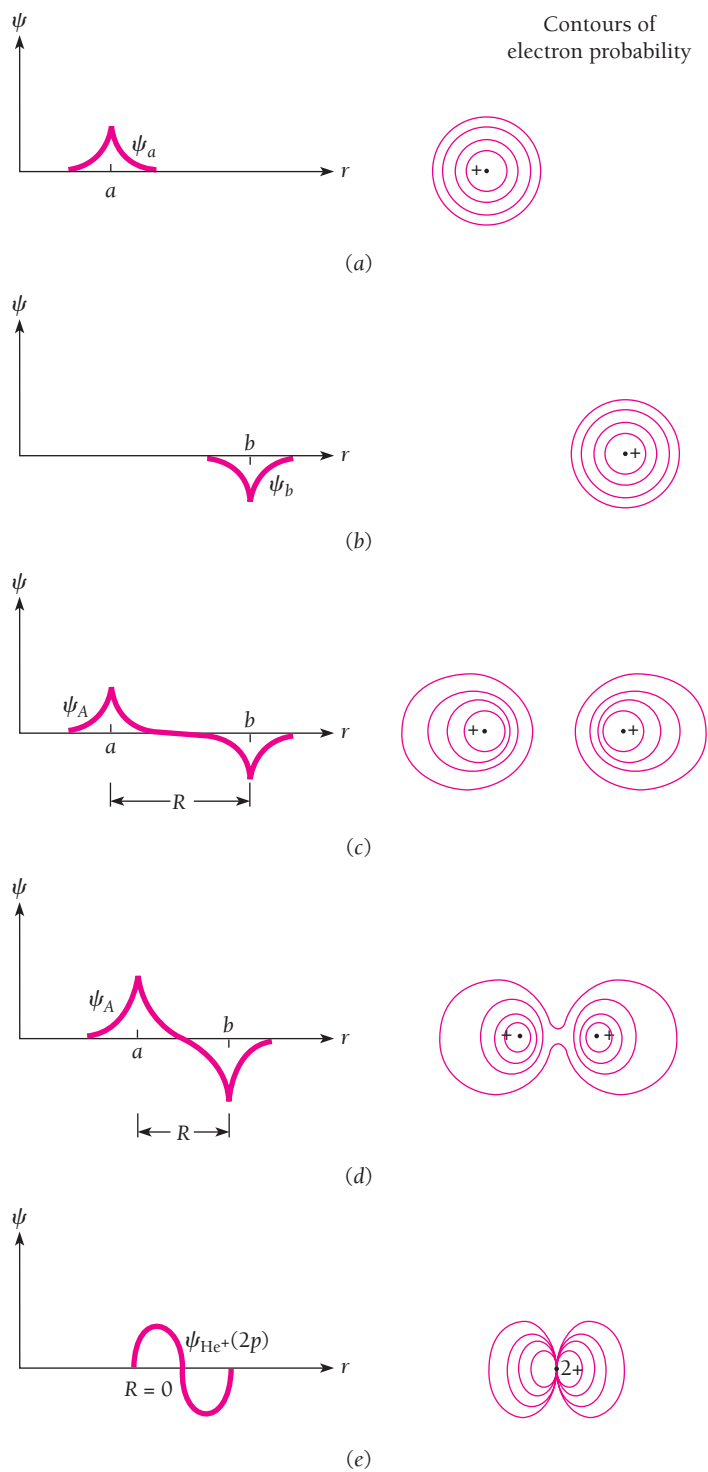 Contours of
electron probability
ψ
ψa
a
r
+
(a)
ψ
b
r
ψb
+
(b)
ψ
ψA
a
b
r
R
+
+
(c)
ψ
ψA
a
b
r
R
+
+
(d)
ψ
ψHe+(2p)
r
R = 0
2+
(e)